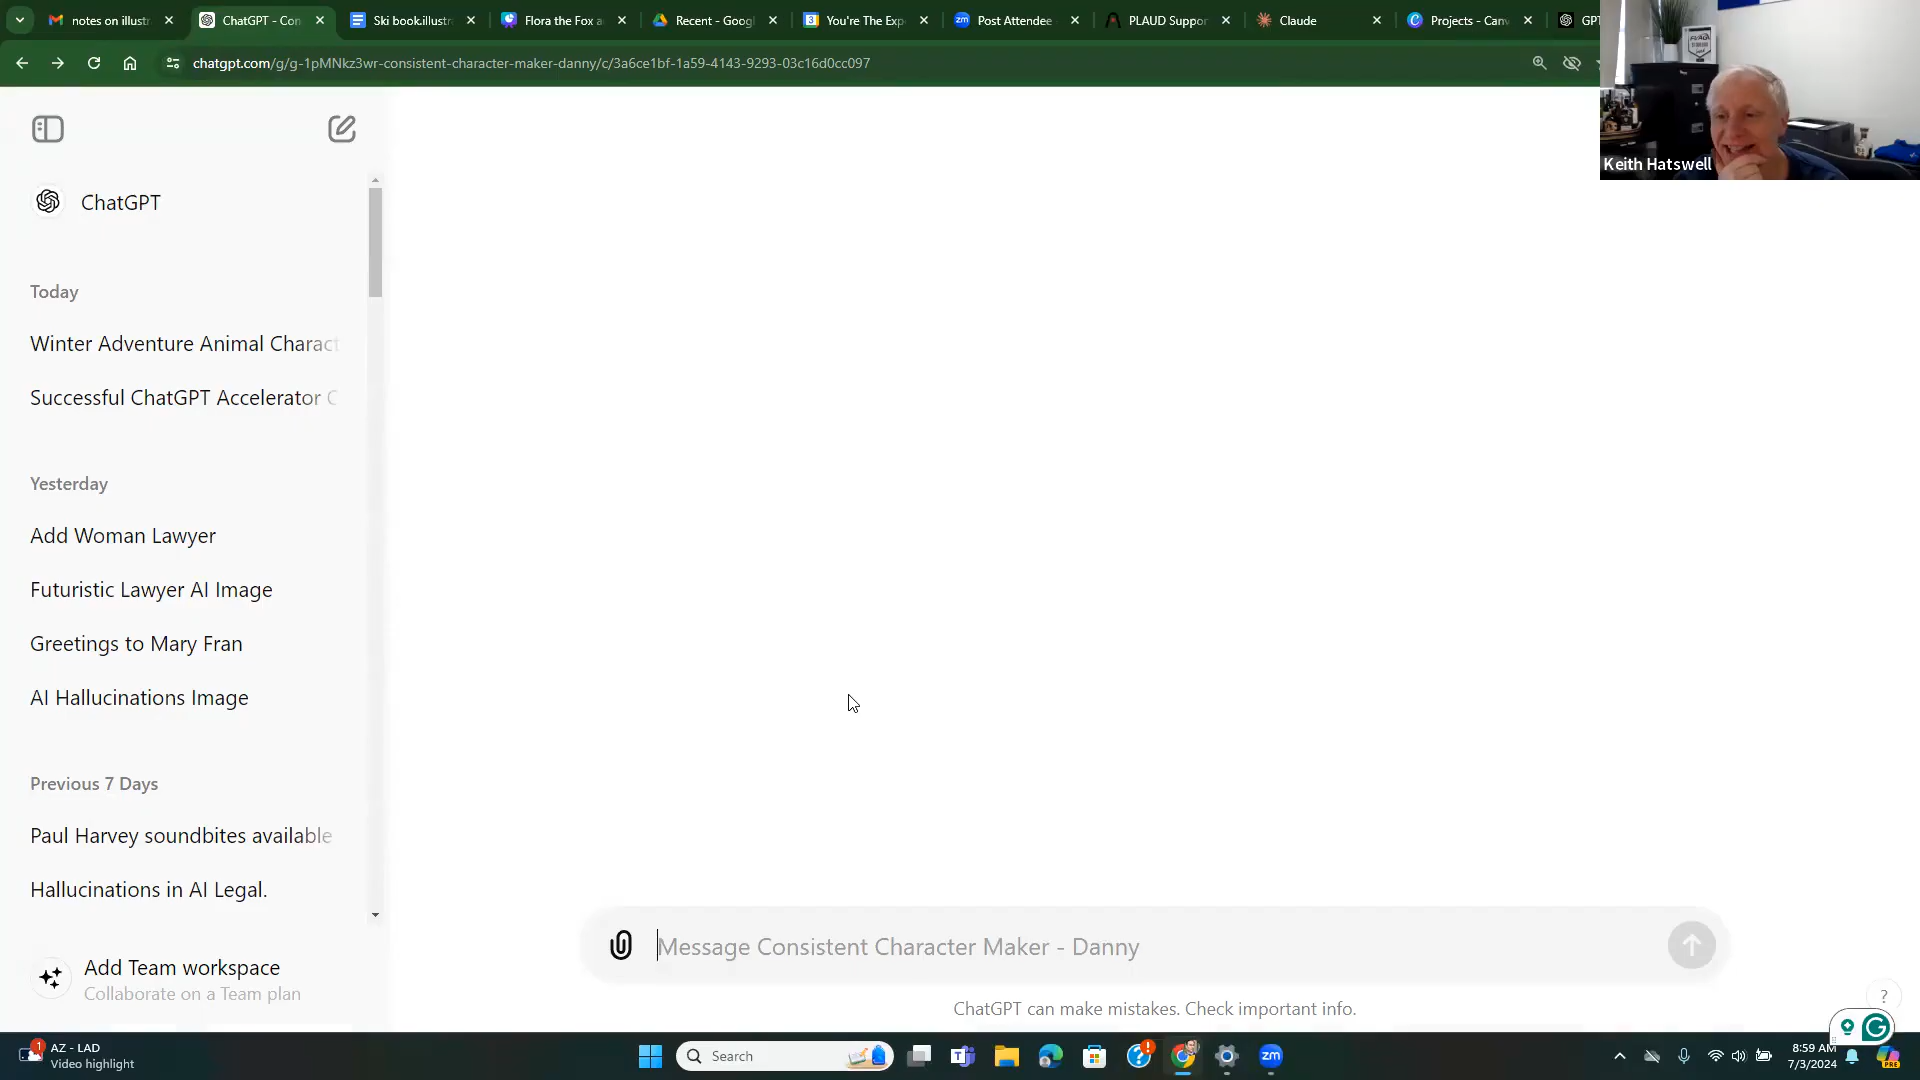 notes on illustr
ChatGPT - Con
Ski book.illustr
Flora the Fox a
Recent - Googl
You're The Exp
Post Attendee
PLAUD Suppor
Claude
Projects - Canv
GPT
chatgpt.com/g/g-1pMNkz3wr-consistent-character-maker-danny/c/3a6ce1bf-1a59-4143-9293-03c16d0cc097
Keith Hatswell
ChatGPT
Today
Winter Adventure Animal Charact
Successful ChatGPT Accelerator C
Yesterday
Add Woman Lawyer
Futuristic Lawyer AI Image
Greetings to Mary Fran
AI Hallucinations Image
Previous 7 Days
Paul Harvey soundbites available
Hallucinations in AI Legal.
Add Team workspace
Collaborate on a Team plan
Message Consistent Character Maker - Danny
ChatGPT can make mistakes. Check important info.
?
1
AZ - LAD
Video highlight
Search
zm
8:59 AM
7/3/2024